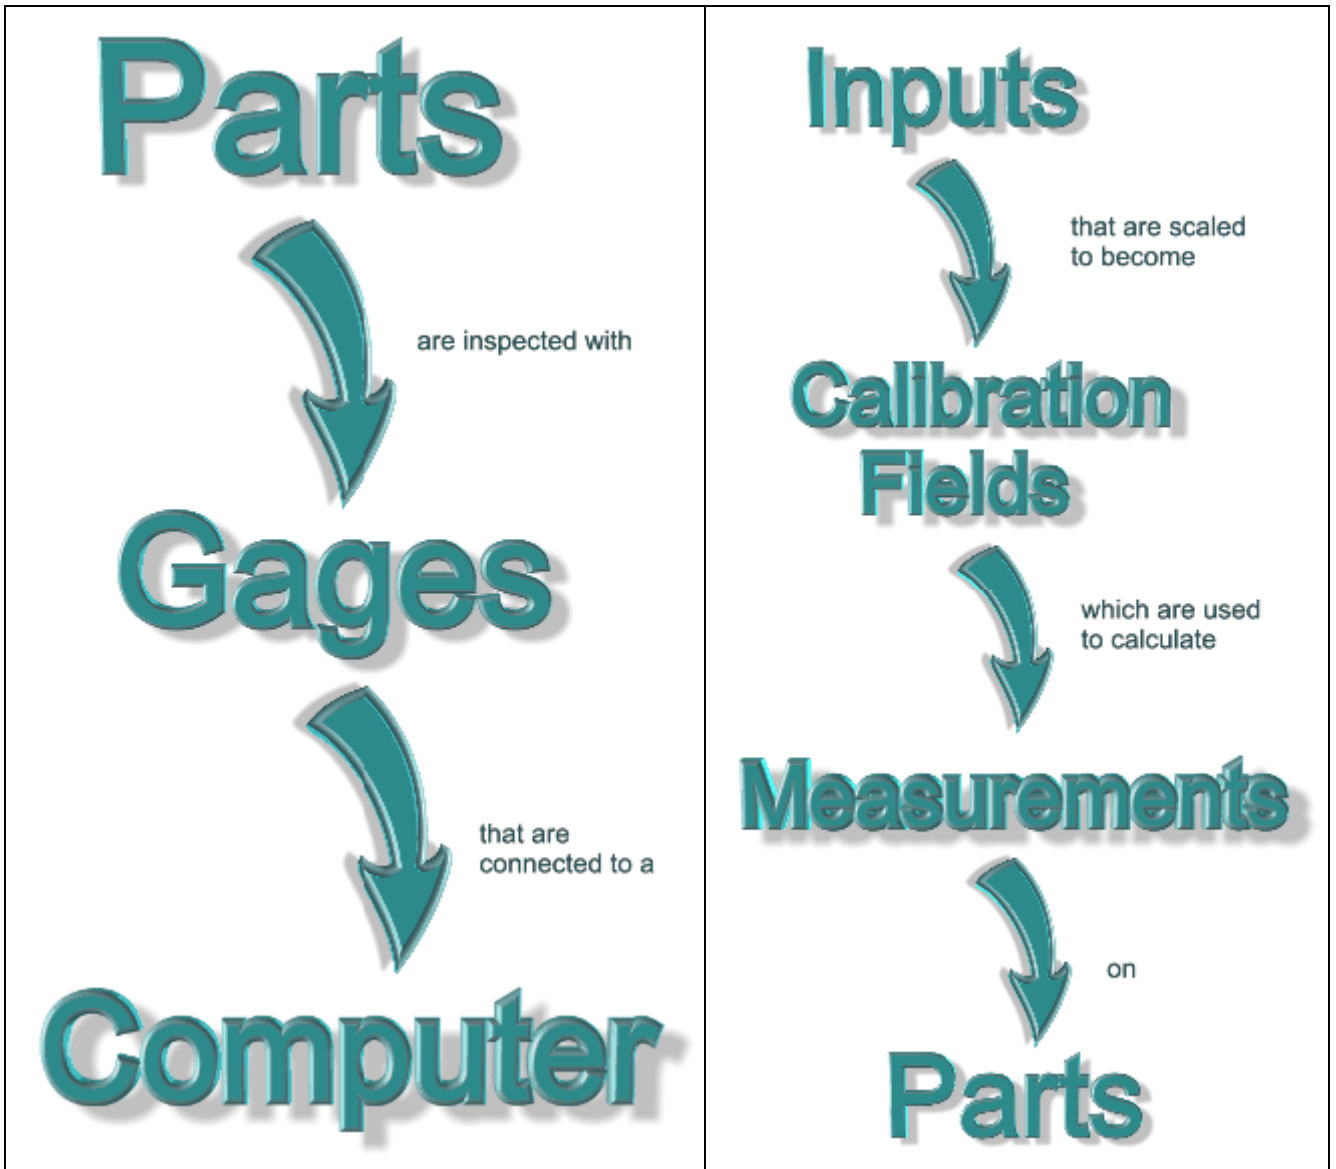 Parts
are inspected with
Gages
that are
connected to a
Computer
Inputs
that are scaled
to become
Calibration
Fields
which are used
to calculate
Measurements
on
Parts